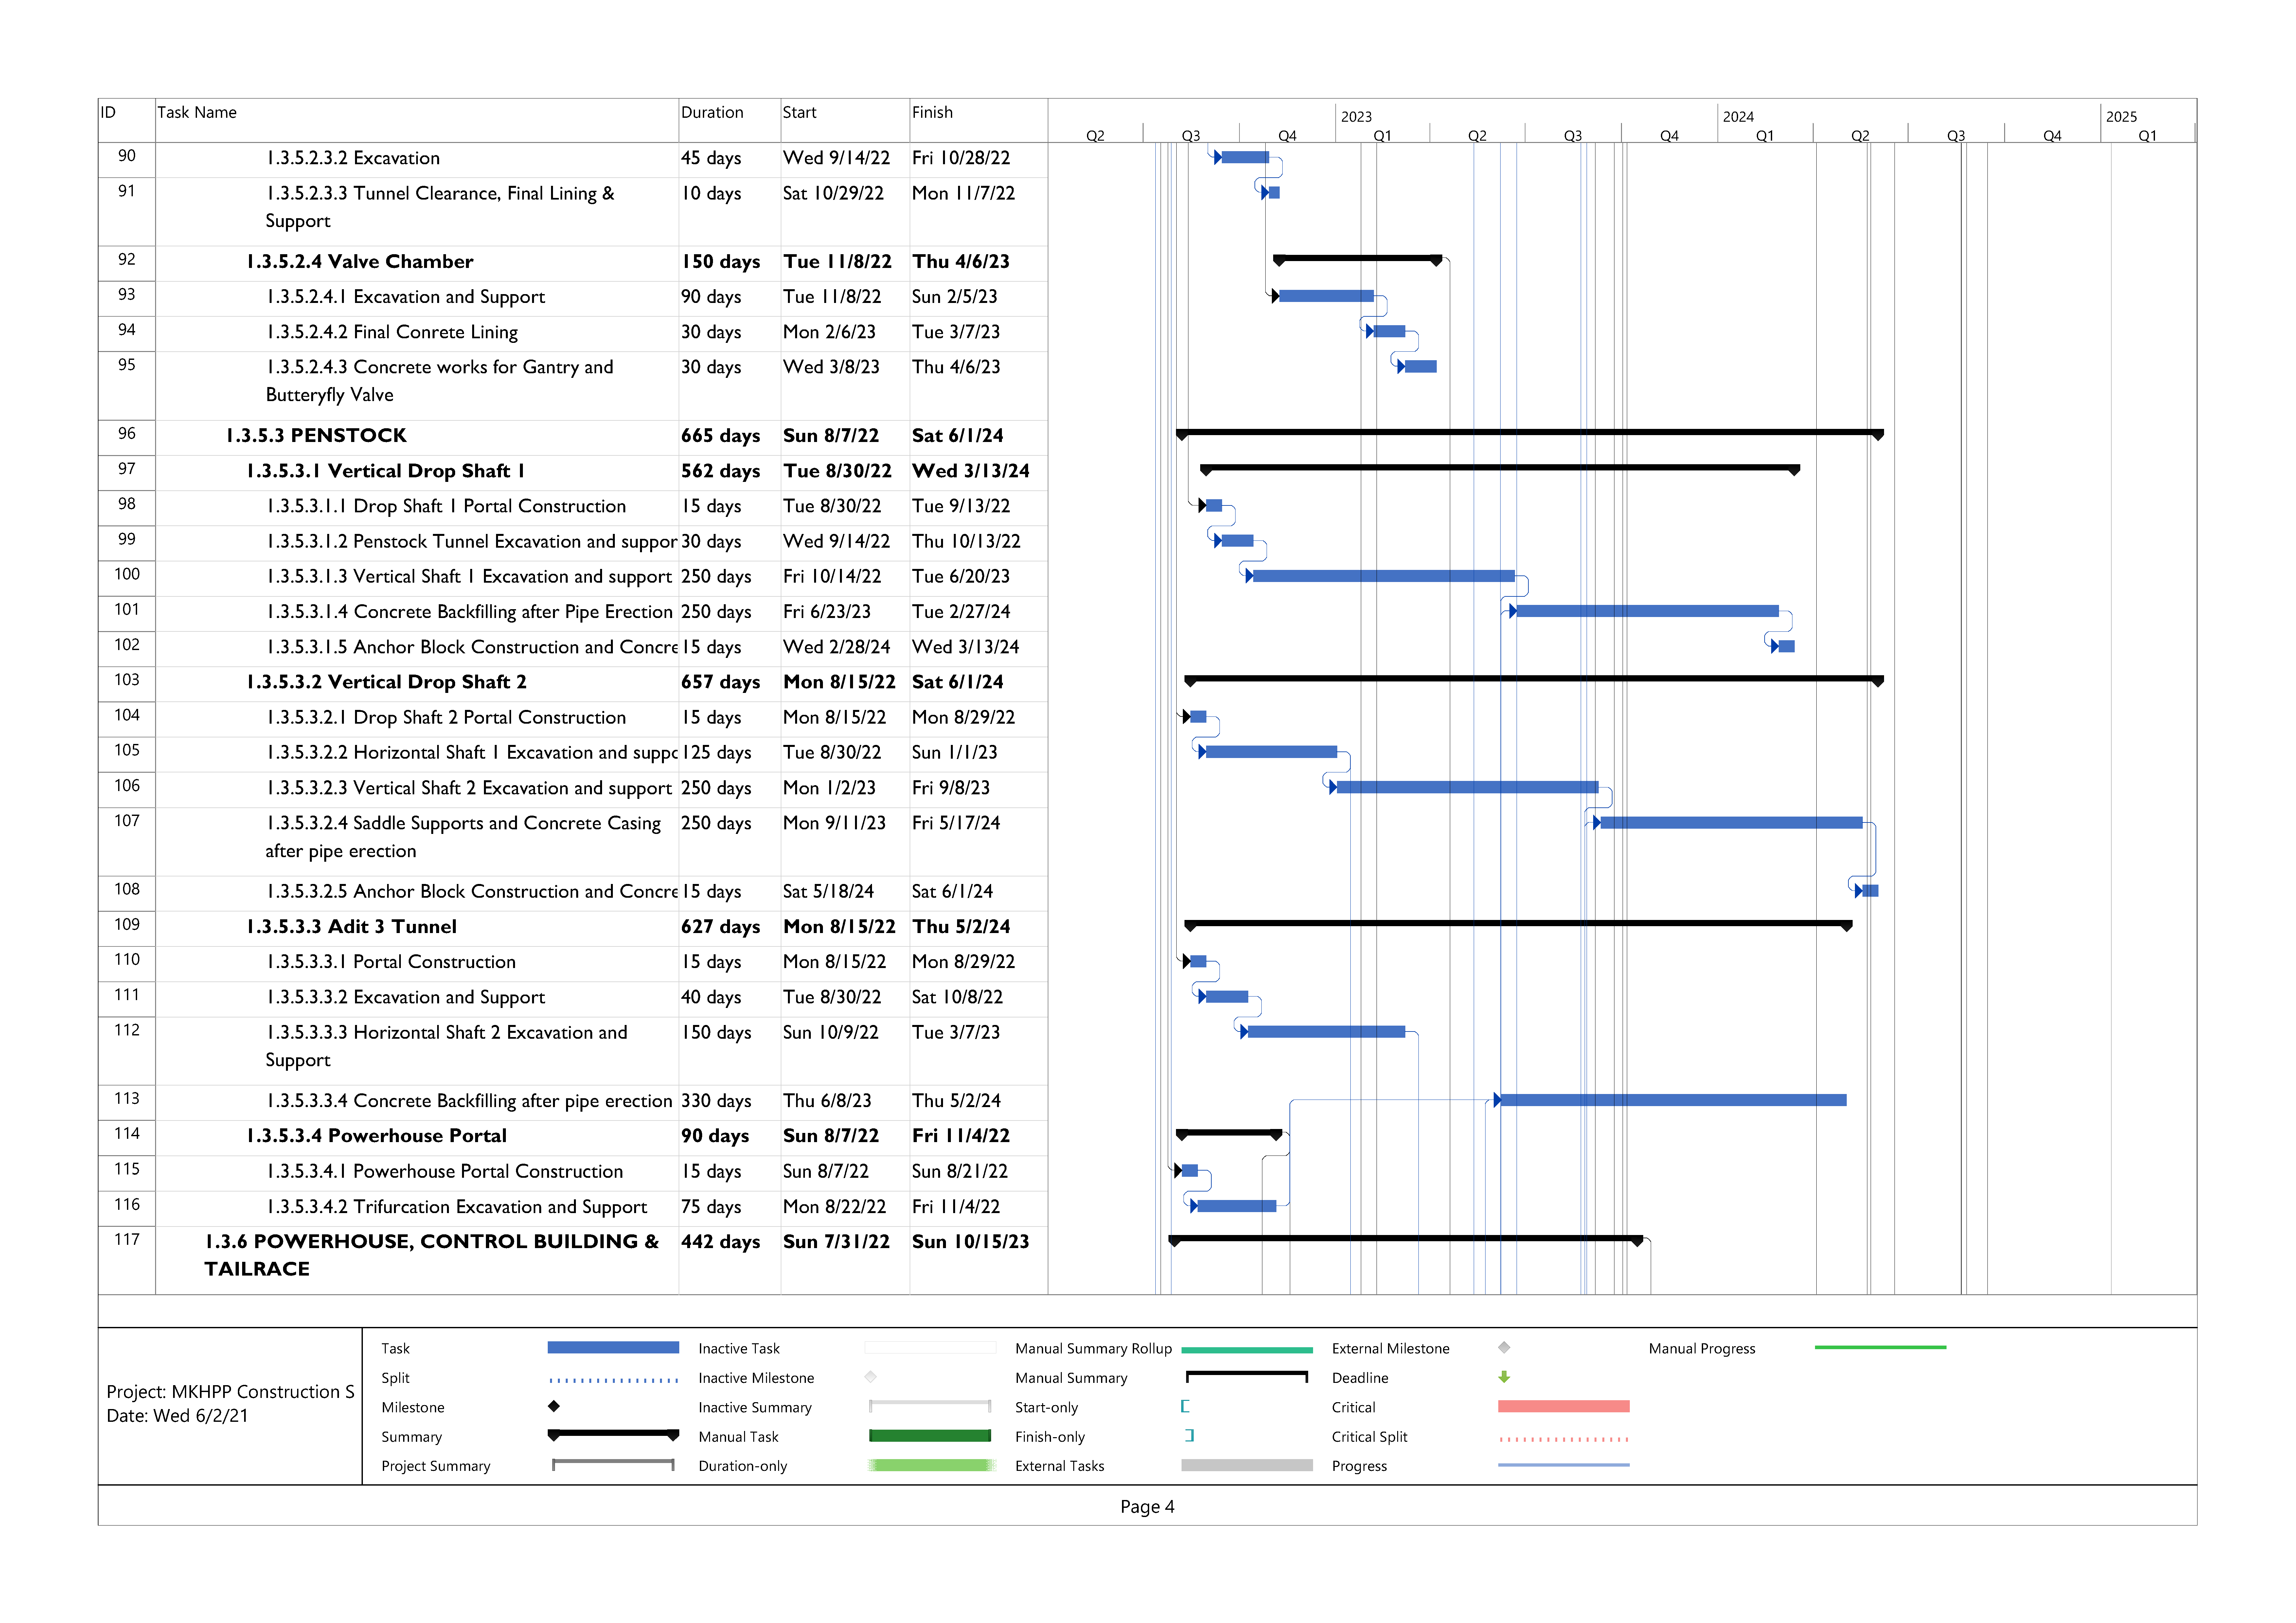 ID Task Name Duration Start Finish
2023 2024 2025
Q2 Q3 Q4 Q1 Q2 Q3 Q4 Q1 Q2 Q3 Q4 Q1
90 1.3.5.2.3.2 Excavation 45 days Wed 9/14/22 Fri 10/28/22
91 1.3.5.2.3.3 Tunnel Clearance, Final Lining & 10 days Sat 10/29/22 Mon 11/7/22
Support
92 1.3.5.2.4 Valve Chamber 150 days Tue 11/8/22 Thu 4/6/23
93 1.3.5.2.4.1 Excavation and Support 90 days Tue 11/8/22 Sun 2/5/23
94 1.3.5.2.4.2 Final Conrete Lining 30 days Mon 2/6/23 Tue 3/7/23
95 1.3.5.2.4.3 Concrete works for Gantry and 30 days Wed 3/8/23 Thu 4/6/23
Butteryfly Valve
96 1.3.5.3 PENSTOCK 665 days Sun 8/7/22 Sat 6/1/24
97 1.3.5.3.1 Vertical Drop Shaft 1 562 days Tue 8/30/22 Wed 3/13/24
98 1.3.5.3.1.1 Drop Shaft 1 Portal Construction 15 days Tue 8/30/22 Tue 9/13/22
99 1.3.5.3.1.2 Penstock Tunnel Excavation and suppor 30 days Wed 9/14/22 Thu 10/13/22
100 1.3.5.3.1.3 Vertical Shaft 1 Excavation and support 250 days Fri 10/14/22 Tue 6/20/23
101 1.3.5.3.1.4 Concrete Backfilling after Pipe Erection 250 days Fri 6/23/23 Tue 2/27/24
102 1.3.5.3.1.5 Anchor Block Construction and Concre 15 days Wed 2/28/24 Wed 3/13/24
103 1.3.5.3.2 Vertical Drop Shaft 2 657 days Mon 8/15/22 Sat 6/1/24
104 1.3.5.3.2.1 Drop Shaft 2 Portal Construction 15 days Mon 8/15/22 Mon 8/29/22
105 1.3.5.3.2.2 Horizontal Shaft 1 Excavation and suppo 125 days Tue 8/30/22 Sun 1/1/23
106 1.3.5.3.2.3 Vertical Shaft 2 Excavation and support 250 days Mon 1/2/23 Fri 9/8/23
107 1.3.5.3.2.4 Saddle Supports and Concrete Casing 250 days Mon 9/11/23 Fri 5/17/24
after pipe erection
108 1.3.5.3.2.5 Anchor Block Construction and Concre 15 days Sat 5/18/24 Sat 6/1/24
109 1.3.5.3.3 Adit 3 Tunnel 627 days Mon 8/15/22 Thu 5/2/24
110 1.3.5.3.3.1 Portal Construction 15 days Mon 8/15/22 Mon 8/29/22
111 1.3.5.3.3.2 Excavation and Support 40 days Tue 8/30/22 Sat 10/8/22
112 1.3.5.3.3.3 Horizontal Shaft 2 Excavation and 150 days Sun 10/9/22 Tue 3/7/23
Support
113 1.3.5.3.3.4 Concrete Backfilling after pipe erection 330 days Thu 6/8/23 Thu 5/2/24
114 1.3.5.3.4 Powerhouse Portal 90 days Sun 8/7/22 Fri 11/4/22
115 1.3.5.3.4.1 Powerhouse Portal Construction 15 days Sun 8/7/22 Sun 8/21/22
116 1.3.5.3.4.2 Trifurcation Excavation and Support 75 days Mon 8/22/22 Fri 11/4/22
117 1.3.6 POWERHOUSE, CONTROL BUILDING & 442 days Sun 7/31/22 Sun 10/15/23
TAILRACE
Project: MKHPP Construction S
Date: Wed 6/2/21
Task Inactive Task Manual Summary Rollup External Milestone Manual Progress
Split Inactive Milestone Manual Summary Deadline
Milestone Inactive Summary Start-only Critical
Summary Manual Task Finish-only Critical Split
Project Summary Duration-only External Tasks Progress
Page 4